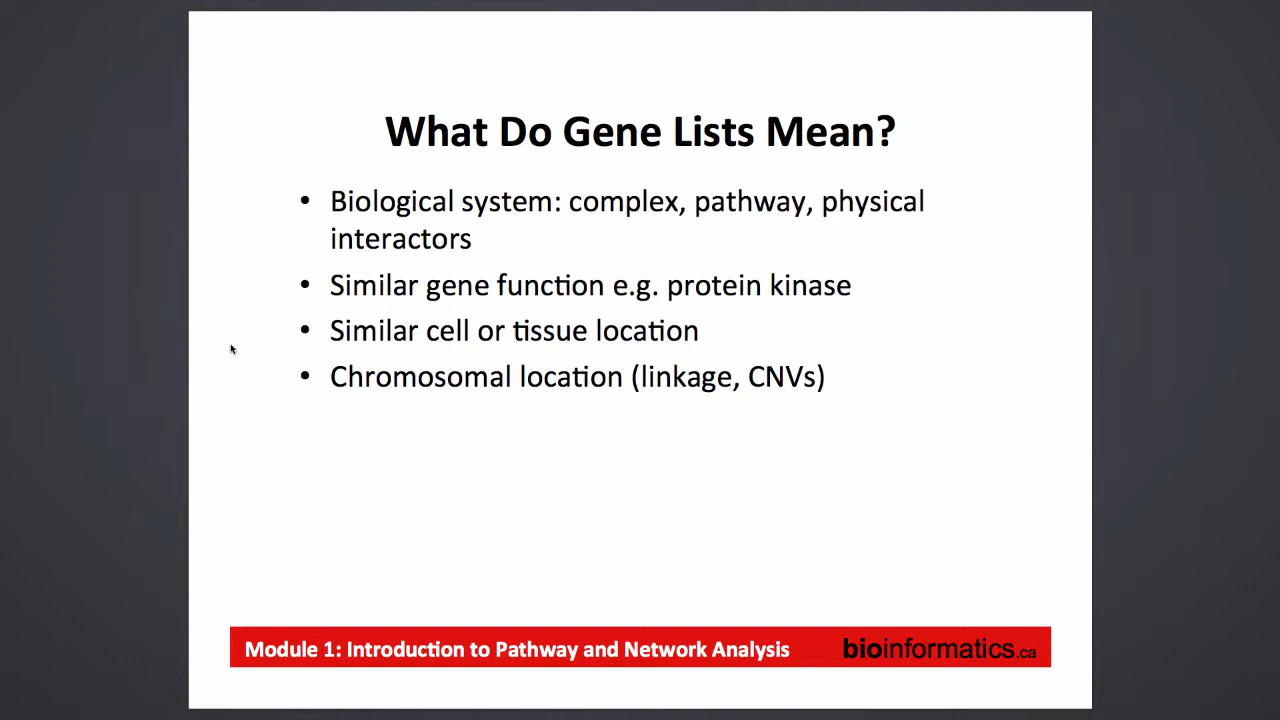 What Do Gene Lists Mean?
• Biological system: complex, pathway, physical
interactors
• Similar gene function e.g. protein kinase
• Similar cell or tissue location
• Chromosomal location (linkage, CNVs)
Module 1: Introduction to Pathway and Network Analysis
bioinformatics.ca